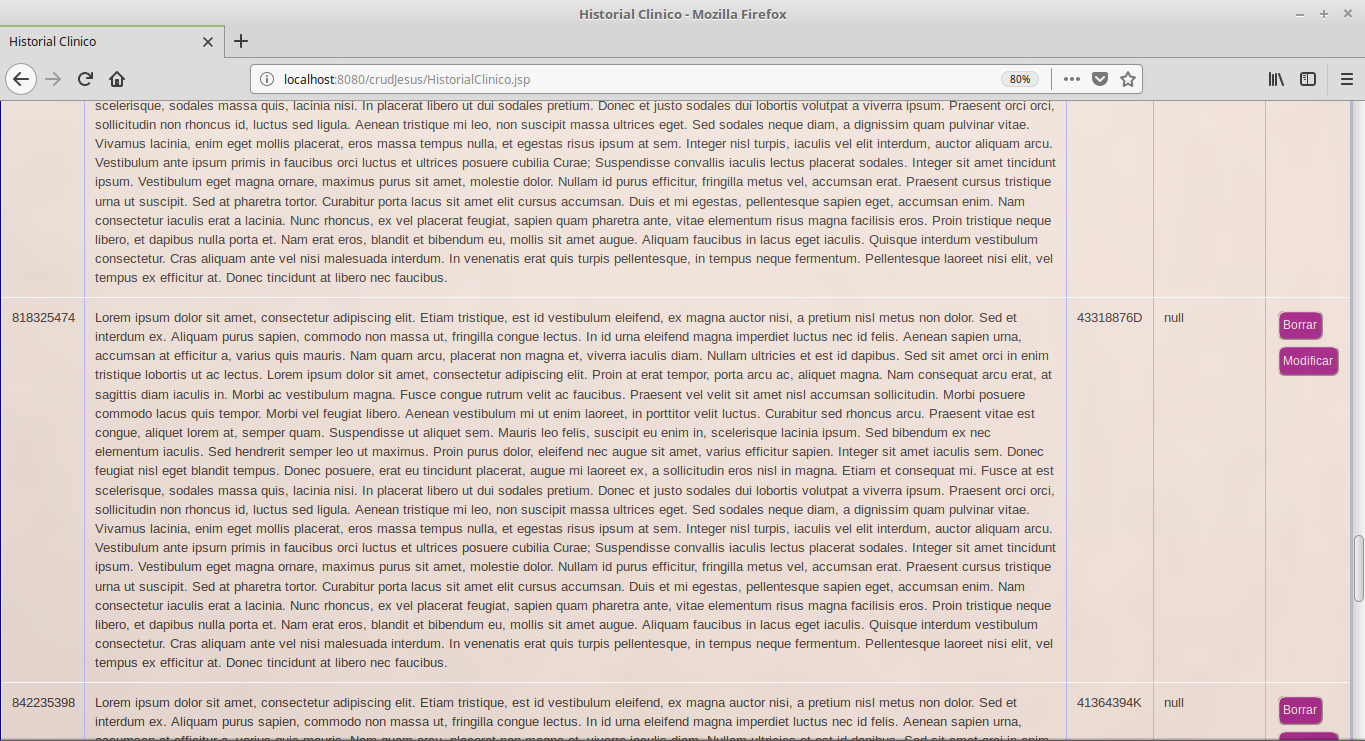 Historial Clinico - Mozilla Firefox
Historial Clinico
localhost:8080/crudJesus/HistorialClinico.jsp
80%
scelerisque, sodales massa quis, lacinia nisi. In placerat libero ut dui sodales pretium. Donec et justo sodales dui lobortis volutpat a viverra ipsum. Praesent orci orci,
sollicitudin non rhoncus id, luctus sed ligula. Aenean tristique mi leo, non suscipit massa ultrices eget. Sed sodales neque diam, a dignissim quam pulvinar vitae.
Vivamus lacinia, enim eget mollis placerat, eros massa tempus nulla, et egestas risus ipsum at sem. Integer nisl turpis, iaculis vel elit interdum, auctor aliquam arcu.
Vestibulum ante ipsum primis in faucibus orci luctus et ultrices posuere cubilia Curae; Suspendisse convallis iaculis lectus placerat sodales. Integer sit amet tincidunt
ipsum. Vestibulum eget magna ornare, maximus purus sit amet, molestie dolor. Nullam id purus efficitur, fringilla metus vel, accumsan erat. Praesent cursus tristique
urna ut suscipit. Sed at pharetra tortor. Curabitur porta lacus sit amet elit cursus accumsan. Duis et mi egestas, pellentesque sapien eget, accumsan enim. Nam
consectetur iaculis erat a lacinia. Nunc rhoncus, ex vel placerat feugiat, sapien quam pharetra ante, vitae elementum risus magna facilisis eros. Proin tristique neque
libero, et dapibus nulla porta et. Nam erat eros, blandit et bibendum eu, mollis sit amet augue. Aliquam faucibus in lacus eget iaculis. Quisque interdum vestibulum
consectetur. Cras aliquam ante vel nisi malesuada interdum. In venenatis erat quis turpis pellentesque, in tempus neque fermentum. Pellentesque laoreet nisi elit, vel
tempus ex efficitur at. Donec tincidunt at libero nec faucibus.
818325474
Lorem ipsum dolor sit amet, consectetur adipiscing elit. Etiam tristique, est id vestibulum eleifend, ex magna auctor nisi, a pretium nisl metus non dolor. Sed et
interdum ex. Aliquam purus sapien, commodo non massa ut, fringilla congue lectus. In id urna eleifend magna imperdiet luctus nec id felis. Aenean sapien urna,
accumsan at efficitur a, varius quis mauris. Nam quam arcu, placerat non magna et, viverra iaculis diam. Nullam ultricies et est id dapibus. Sed sit amet orci in enim
tristique lobortis ut ac lectus. Lorem ipsum dolor sit amet, consectetur adipiscing elit. Proin at erat tempor, porta arcu ac, aliquet magna. Nam consequat arcu erat, at
sagittis diam iaculis in. Morbi ac vestibulum magna. Fusce congue rutrum velit ac faucibus. Praesent vel velit sit amet nisl accumsan sollicitudin. Morbi posuere
commodo lacus quis tempor. Morbi vel feugiat libero. Aenean vestibulum mi ut enim laoreet, in porttitor velit luctus. Curabitur sed rhoncus arcu. Praesent vitae est
congue, aliquet lorem at, semper quam. Suspendisse ut aliquet sem. Mauris leo felis, suscipit eu enim in, scelerisque lacinia ipsum. Sed bibendum ex nec
elementum iaculis. Sed hendrerit semper leo ut maximus. Proin purus dolor, eleifend nec augue sit amet, varius efficitur sapien. Integer sit amet iaculis sem. Donec
feugiat nisl eget blandit tempus. Donec posuere, erat eu tincidunt placerat, augue mi laoreet ex, a sollicitudin eros nisl in magna. Etiam et consequat mi. Fusce at est
scelerisque, sodales massa quis, lacinia nisi. In placerat libero ut dui sodales pretium. Donec et justo sodales dui lobortis volutpat a viverra ipsum. Praesent orci orci,
sollicitudin non rhoncus id, luctus sed ligula. Aenean tristique mi leo, non suscipit massa ultrices eget. Sed sodales neque diam, a dignissim quam pulvinar vitae.
Vivamus lacinia, enim eget mollis placerat, eros massa tempus nulla, et egestas risus ipsum at sem. Integer nisl turpis, iaculis vel elit interdum, auctor aliquam arcu.
Vestibulum ante ipsum primis in faucibus orci luctus et ultrices posuere cubilia Curae; Suspendisse convallis iaculis lectus placerat sodales. Integer sit amet tincidunt
ipsum. Vestibulum eget magna ornare, maximus purus sit amet, molestie dolor. Nullam id purus efficitur, fringilla metus vel, accumsan erat. Praesent cursus tristique
urna ut suscipit. Sed at pharetra tortor. Curabitur porta lacus sit amet elit cursus accumsan. Duis et mi egestas, pellentesque sapien eget, accumsan enim. Nam
consectetur iaculis erat a lacinia. Nunc rhoncus, ex vel placerat feugiat, sapien quam pharetra ante, vitae elementum risus magna facilisis eros. Proin tristique neque
libero, et dapibus nulla porta et. Nam erat eros, blandit et bibendum eu, mollis sit amet augue. Aliquam faucibus in lacus eget iaculis. Quisque interdum vestibulum
consectetur. Cras aliquam ante vel nisi malesuada interdum. In venenatis erat quis turpis pellentesque, in tempus neque fermentum. Pellentesque laoreet nisi elit, vel
tempus ex efficitur at. Donec tincidunt at libero nec faucibus.
43318876D
null
Borrar
Modificar
842235398
Lorem ipsum dolor sit amet, consectetur adipiscing elit. Etiam tristique, est id vestibulum eleifend, ex magna auctor nisi, a pretium nisl metus non dolor. Sed et
interdum ex. Aliquam purus sapien, commodo non massa ut, fringilla congue lectus. In id urna eleifend magna imperdiet luctus nec id felis. Aenean sapien urna,
accumsan at efficitur a, varius quis mauris. Nam quam arcu, placerat non magna et, viverra iaculis diam. Nullam ultricies et est id dapibus. Sed sit amet orci in enim
41364394K
null
Borrar